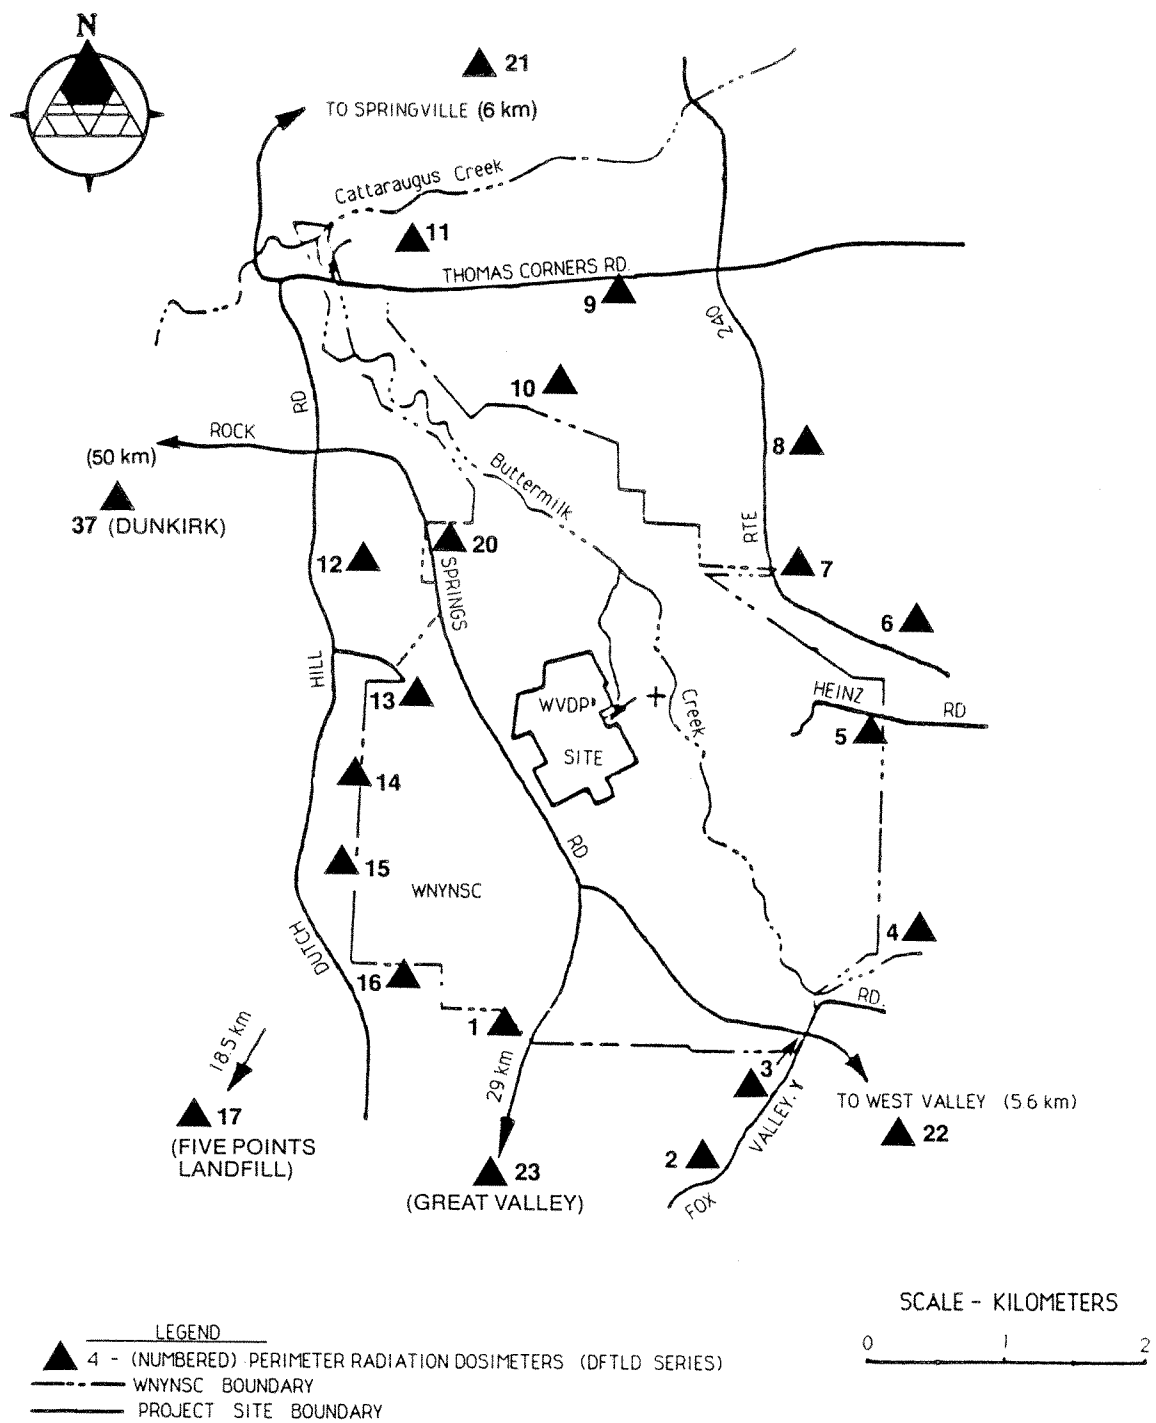 N
21
TO SPRINGVILLE (6 km)
Cattaraugus Creek
11
THOMAS CORNERS RD.
9
240
10
RD
ROCK
8
(50 km)
Buttermilk
37 (DUNKIRK)
RTE
12
20
7
SPRINGS
6
HILL
13
WVDP
SITE
+
Creek
HEINZ
RD
5
14
RD
15
WNYNSC
4
DUTCH
16
RD.
1
18.5 km
29 km
3
TO WEST VALLEY (5.6 km)
17
(FIVE POINTS
LANDFILL)
22
VALLEY.
2
23
(GREAT VALLEY)
FOX
SCALE - KILOMETERS
0 1 2
LEGEND
4 - (NUMBERED) PERIMETER RADIATION DOSIMETERS (DFTLD SERIES)
WNYNSC BOUNDARY
PROJECT SITE BOUNDARY